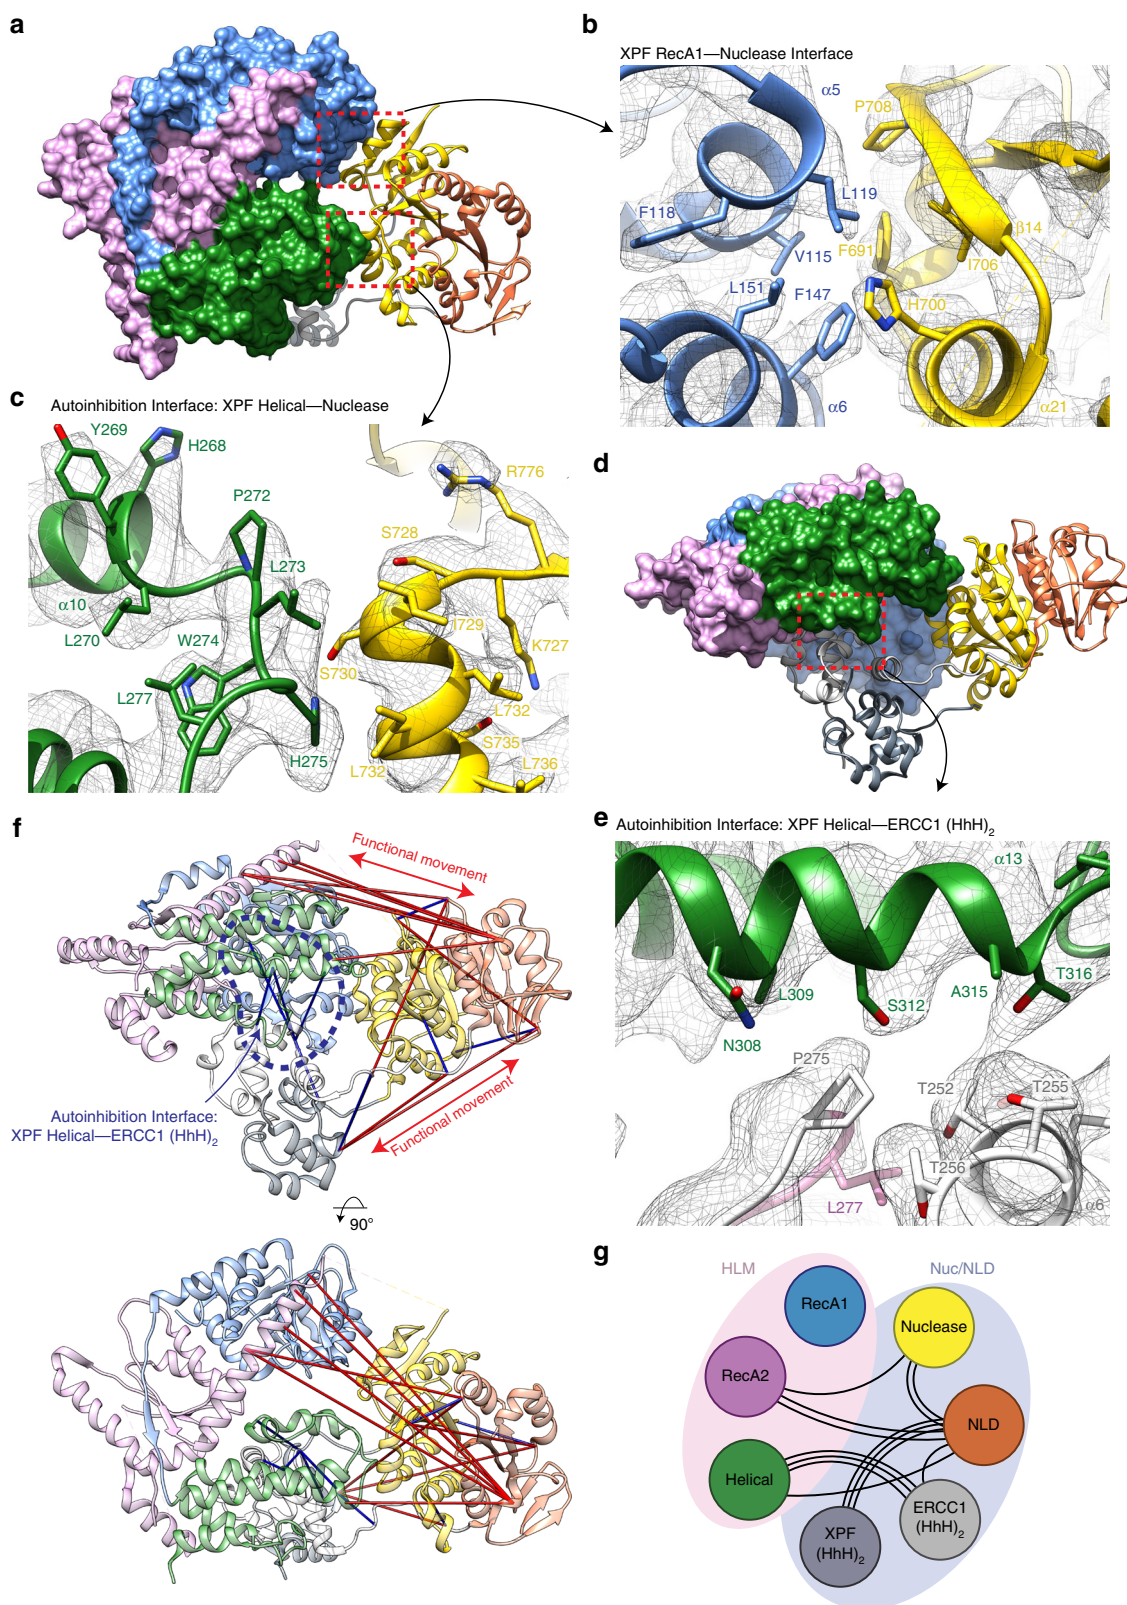 a
b
XPF RecA1—Nuclease Interface
α5
P708
L119
F118
F691
β14
V115
I706
L151
F147
H700
α6
α21
c
Autoinhibition Interface: XPF Helical—Nuclease
Y269
H268
R776
P272
S728
L273
α10
I729
L270
W274
K727
S730
L277
L732
S735
H275
L732
L736
d
e
Autoinhibition Interface: XPF Helical—ERCC1 (HhH)2
α13
T316
L309
A315
S312
N308
P275
T252
T255
T256
L277
α6
f
Functional movement
Autoinhibition Interface:
XPF Helical—ERCC1 (HhH)2
Functional movement
90°
g
HLM
Nuc/NLD
RecA1
Nuclease
RecA2
NLD
Helical
ERCC1
(HhH)2
XPF
(HhH)2